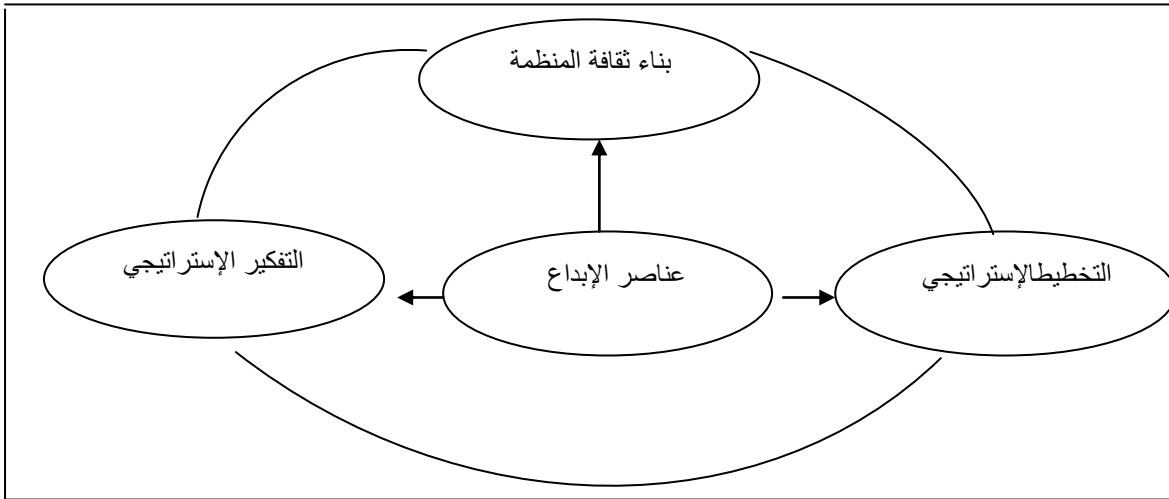 بناء ثقافة المنظمة
التخطيطالإستراتيجي
عناصر الإبداع
التفكير الإستراتيجي